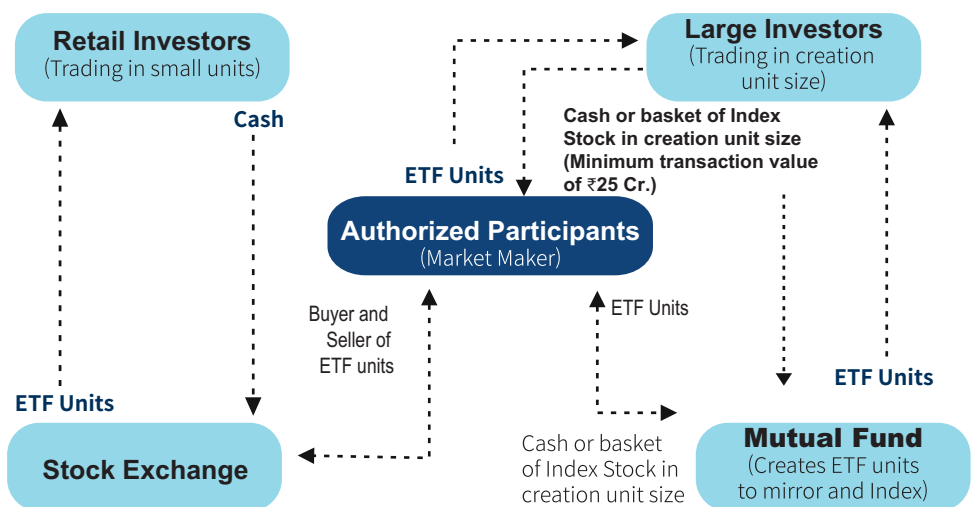 Retail Investors
(Trading in small units)
Large Investors
(Trading in creation
unit size)
Cash
Cash or basket of Index
Stock in creation unit size
(Minimum transaction value
of ₹25 Cr.)
ETF Units
Authorized Participants
(Market Maker)
Buyer and
Seller of
ETF units
ETF Units
ETF Units
ETF Units
Stock Exchange
Cash or basket
of Index Stock in
creation unit size
Mutual Fund
(Creates ETF units
to mirror and Index)